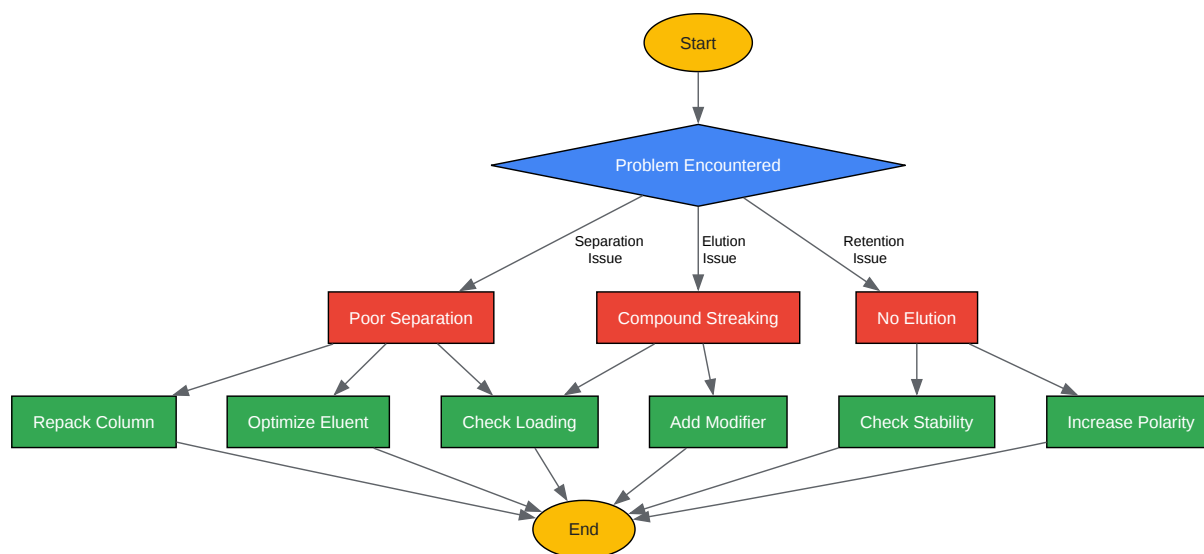 Start
Problem Encountered
Separation
Issue
Elution
Issue
Retention
Issue
Poor Separation
Compound Streaking
No Elution
Repack Column
Optimize Eluent
Check Loading
Add Modifier
Check Stability
Increase Polarity
End